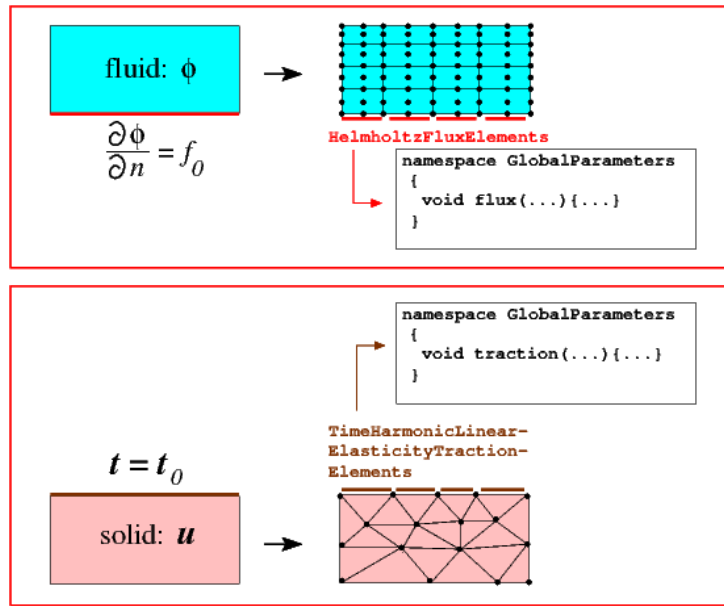 fluid: ϕ
∂ϕ/∂n = f₀
HelmholtzFluxElements
namespace GlobalParameters
{
void flux(...){...}
}
namespace GlobalParameters
{
void traction(...){...}
}
TimeHarmonicLinear-
ElasticityTraction-
Elements
t = t₀
solid: u